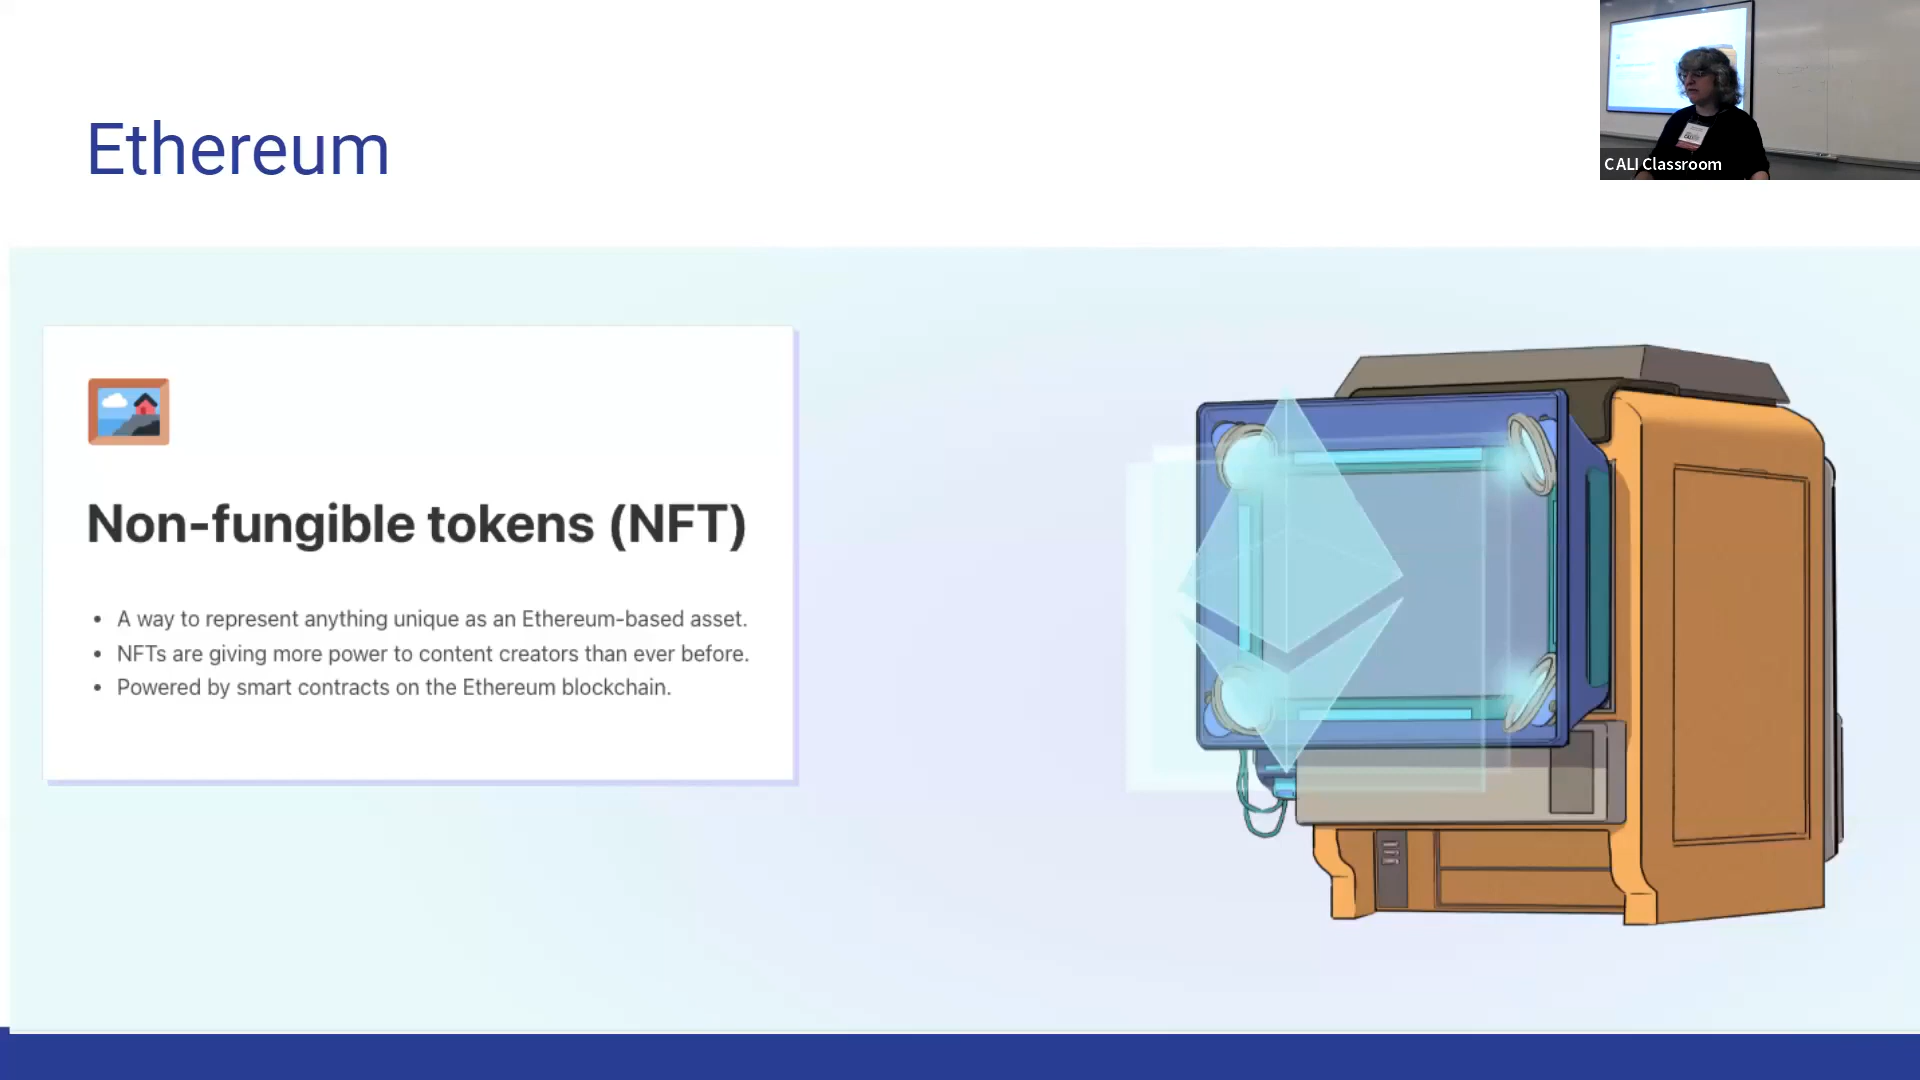 Ethereum
CALI Classroom
Non-fungible tokens (NFT)
• A way to represent anything unique as an Ethereum-based asset.
• NFTs are giving more power to content creators than ever before.
• Powered by smart contracts on the Ethereum blockchain.